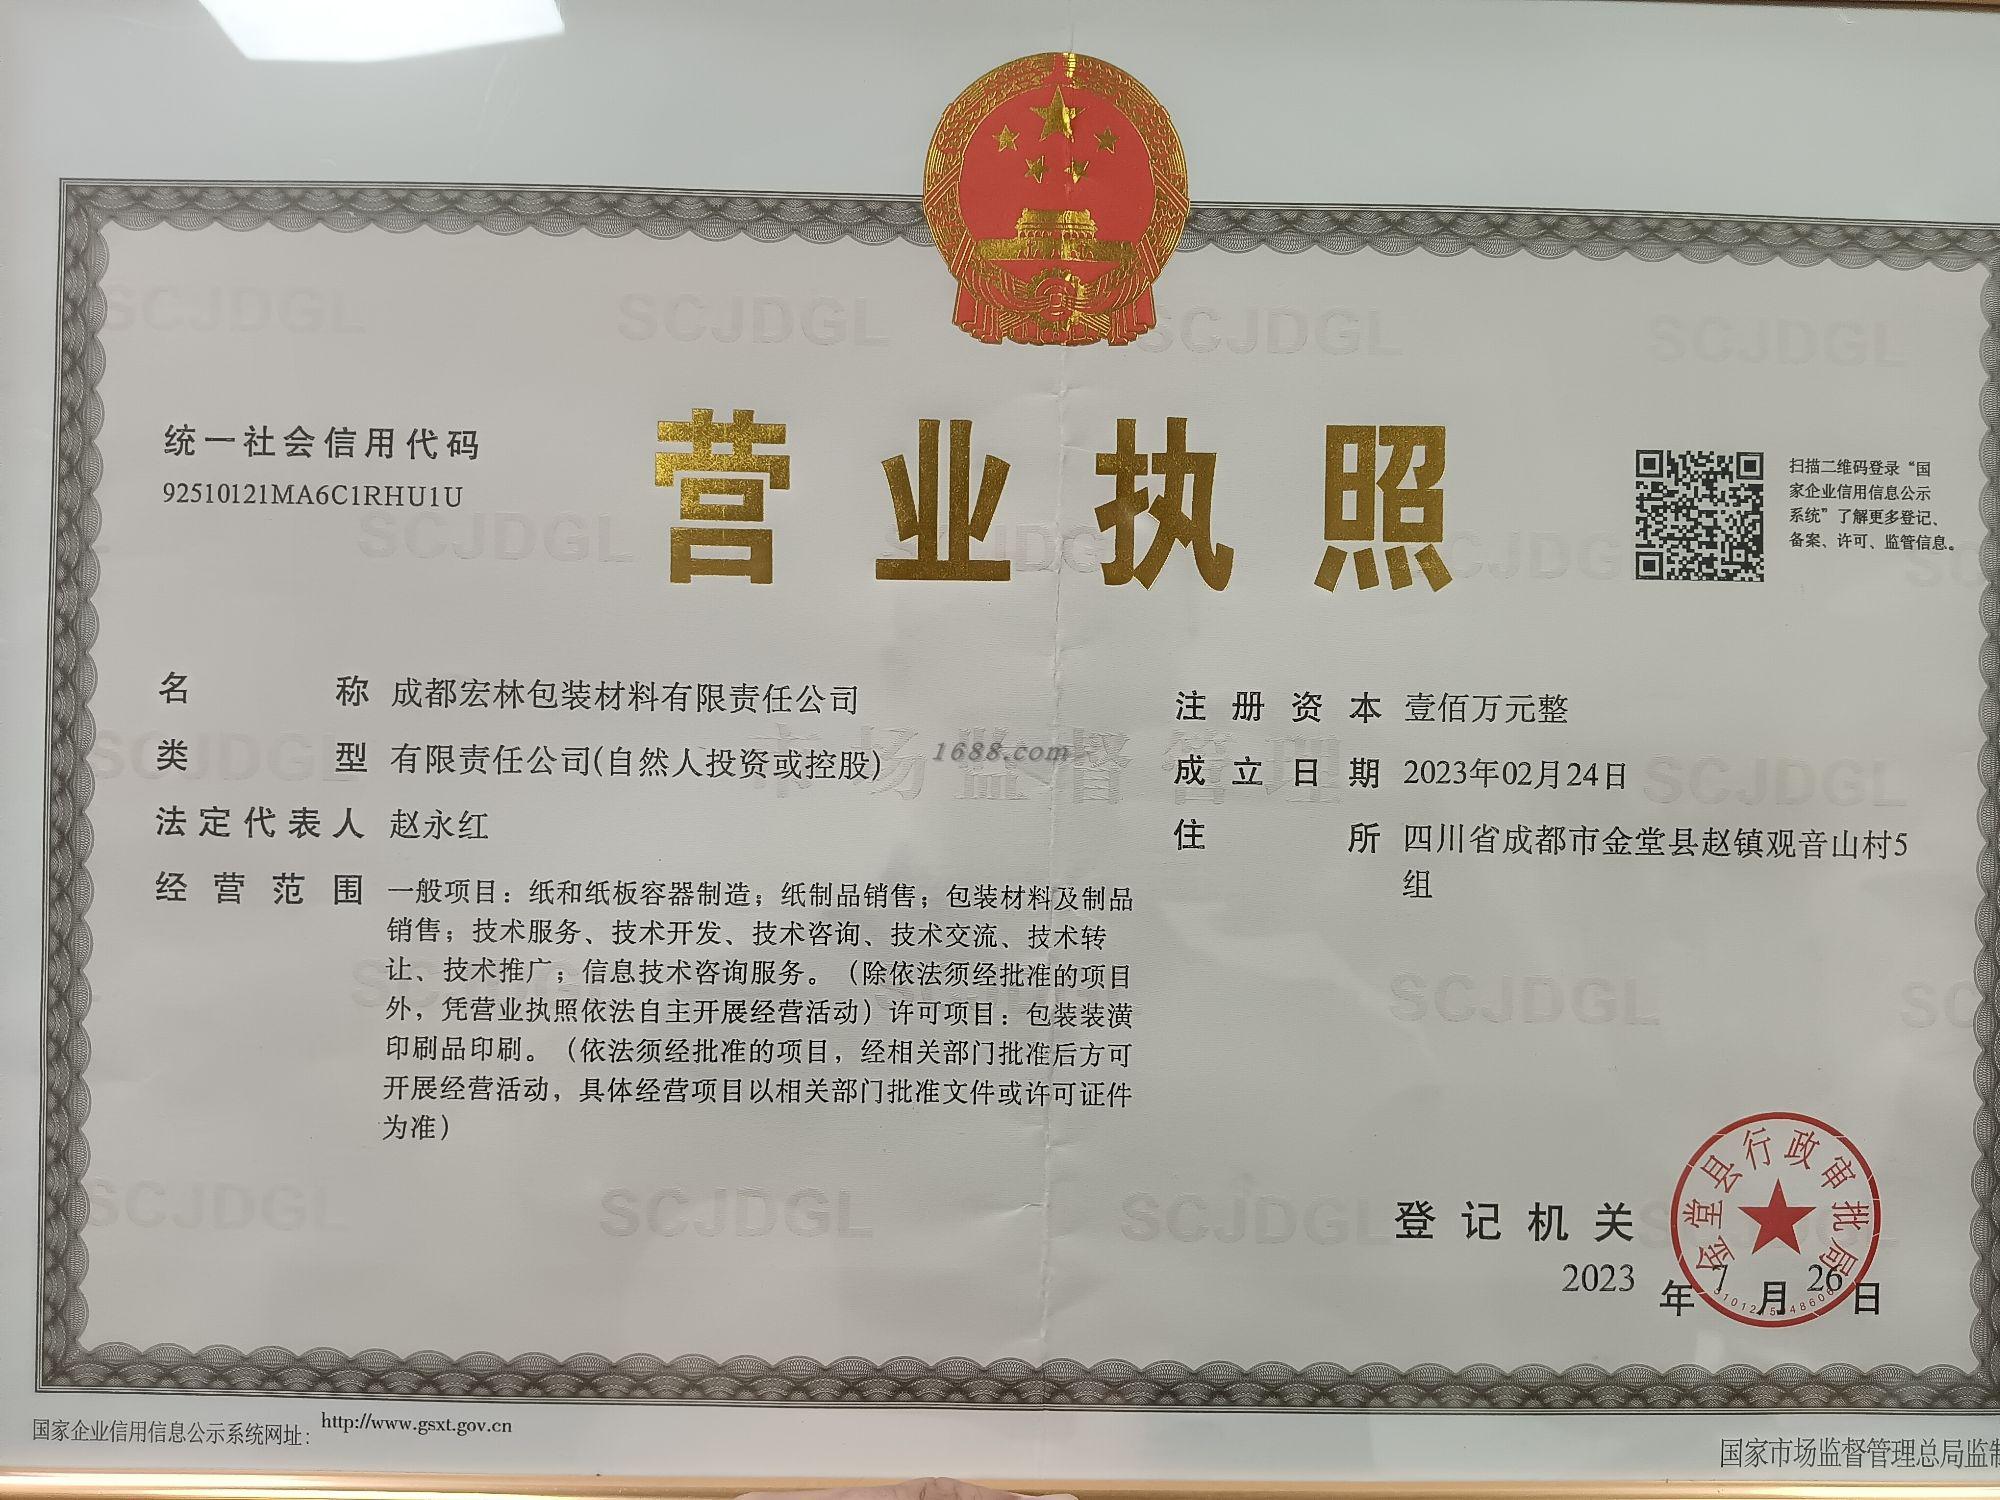 营业执照
统一社会信用代码
92510121MA6C1RHU1U
扫描二维码登录“国
家企业信用信息公示
系统”了解更多登记、
备案、许可、监管信息。
名称 成都宏林包装材料有限责任公司
类型 有限责任公司(自然人投资或控股)
法定代表人 赵永红
经营范围 一般项目：纸和纸板容器制造；纸制品销售；包装材料及制品
销售；技术服务、技术开发、技术咨询、技术交流、技术转
让、技术推广；信息技术咨询服务。（除依法须经批准的项目
外，凭营业执照依法自主开展经营活动）许可项目：包装装潢
印刷品印刷。（依法须经批准的项目，经相关部门批准后方可
开展经营活动，具体经营项目以相关部门批准文件或许可证件
为准）
注册资本 壹佰万元整
成立日期 2023年02月24日
住所 四川省成都市金堂县赵镇观音山村5
组
1688.com
市场监督管理
SCJDGL
登记机关
金堂县行政审批局
2023年7月26日
国家企业信用信息公示系统网址：http://www.gsxt.gov.cn
国家市场监督管理总局监制